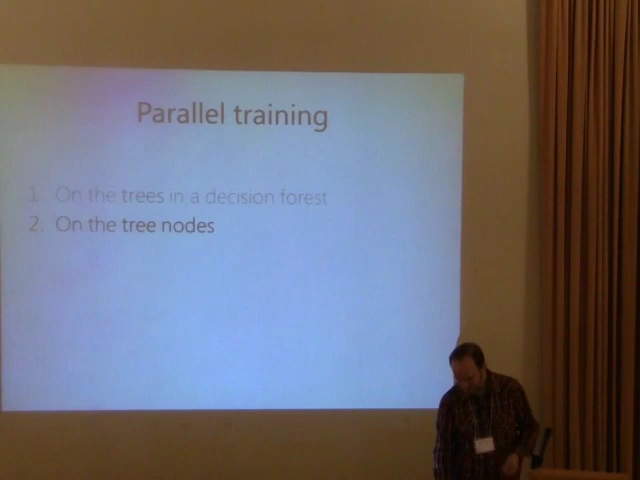 Parallel training
1. On the trees in a decision forest
2. On the tree nodes